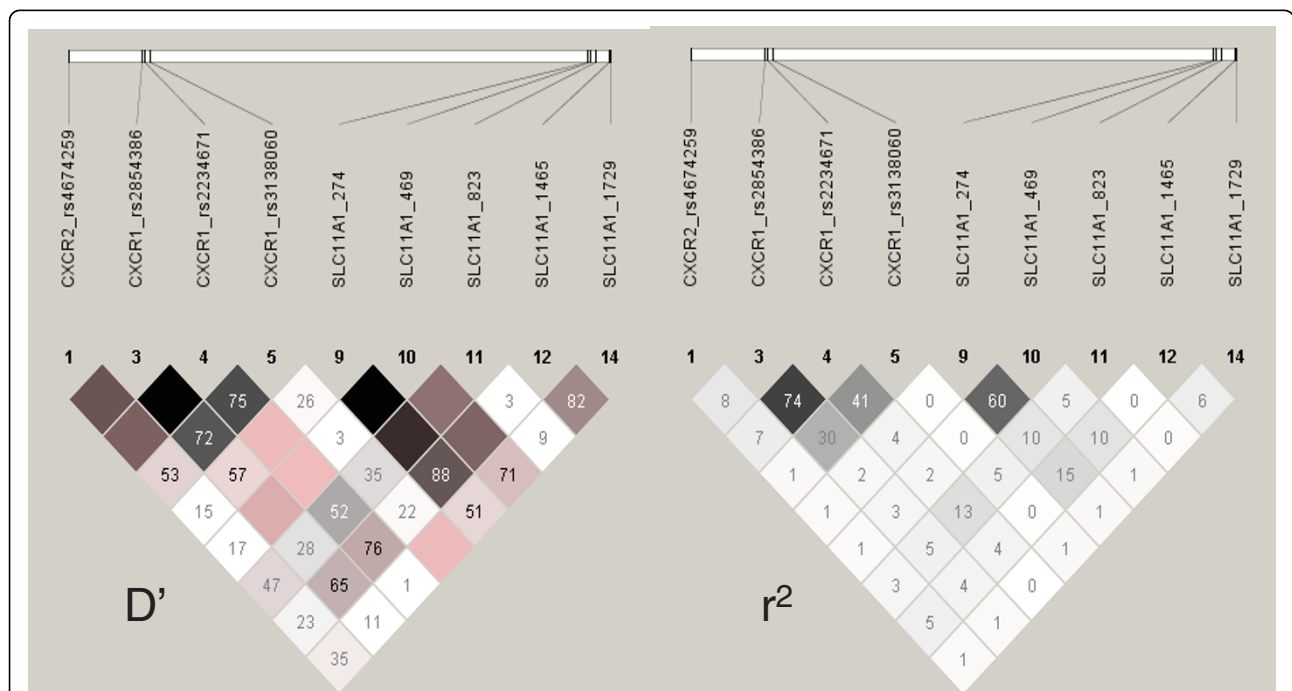 CXCR2_rs4674259 CXCR1_rs2854386 CXCR1_rs2234671 CXCR1_rs3138060 SLC11A1_274 SLC11A1_469 SLC11A1_823 SLC11A1_1465 SLC11A1_1729
1 3 4 5 9 10 11 12 14
75 26 3 82
72 3 9
53 57 35 88 71
15 52 22 51
17 28 76
47 65 1
23 11
35
D’
CXCR2_rs4674259 CXCR1_rs2854386 CXCR1_rs2234671 CXCR1_rs3138060 SLC11A1_274 SLC11A1_469 SLC11A1_823 SLC11A1_1465 SLC11A1_1729
1 3 4 5 9 10 11 12 14
8 74 41 0 60 5 0 6
7 30 4 0 10 10 0
1 2 2 5 15 1
1 3 13 0 1
1 5 4 1
3 4 0
5 1
1
r²